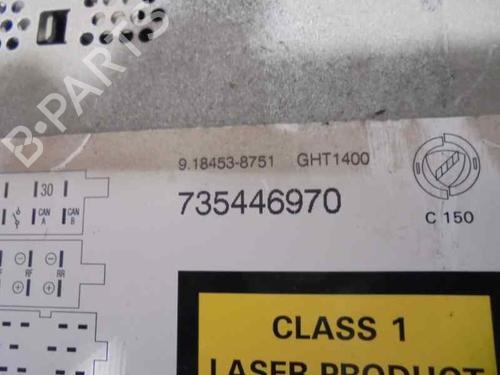 B-PARTS
9.18453-8751 GHT1400
735446970
C 150
30
CAN A
CAN B
RF
RR
CLASS 1
LASER PRODUCT